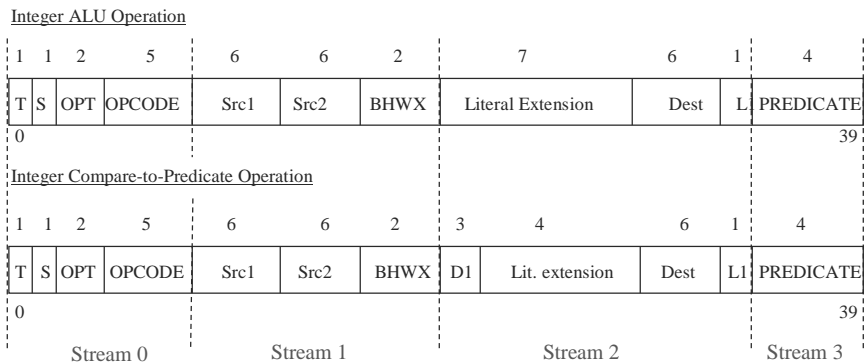 Integer ALU Operation
1 1 2 5 6 6 2 7 6 1 4
T S OPT OPCODE Src1 Src2 BHWX Literal Extension Dest L PREDICATE
0 39
Integer Compare-to-Predicate Operation
1 1 2 5 6 6 2 3 4 6 1 4
T S OPT OPCODE Src1 Src2 BHWX D1 Lit. extension Dest L1 PREDICATE
0 39
Stream 0 Stream 1 Stream 2 Stream 3